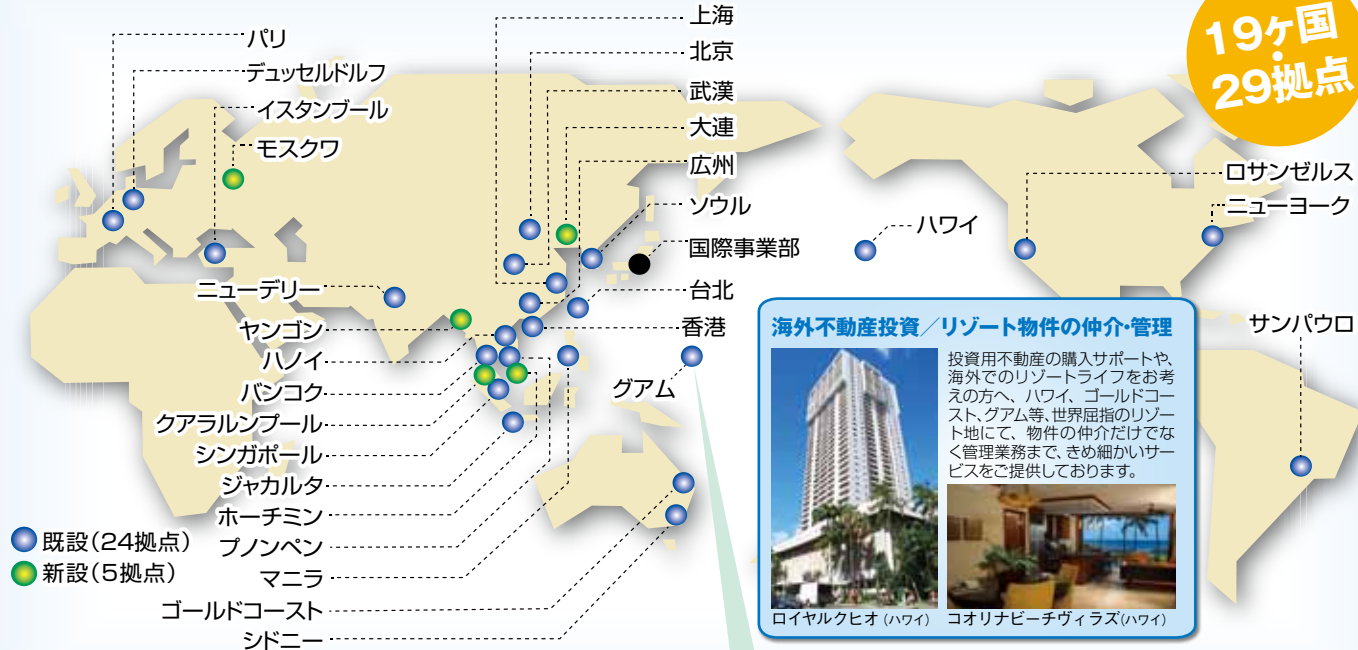 19ヶ国
・
29拠点
パリ
デュッセルドルフ
イスタンブール
モスクワ
上海
北京
武漢
大連
広州
ソウル
国際事業部
台北
香港
ハワイ
ロサンゼルス
ニューヨーク
サンパウロ
グアム
ニューデリー
ヤンゴン
ハノイ
バンコク
クアラルンプール
シンガポール
ジャカルタ
ホーチミン
プノンペン
マニラ
ゴールドコースト
シドニー
既設(24拠点)
新設(5拠点)
海外不動産投資/リゾート物件の仲介・管理
投資用不動産の購入サポートや、
海外でのリゾートライフをお考
えの方へ、ハワイ、ゴールドコー
スト、グアム等、世界屈指のリゾー
ト地にて、物件の仲介だけでな
く管理業務まで、きめ細かいサー
ビスをご提供しております。
ロイヤルクヒオ(ハワイ)
コオリナビーチヴィラズ(ハワイ)